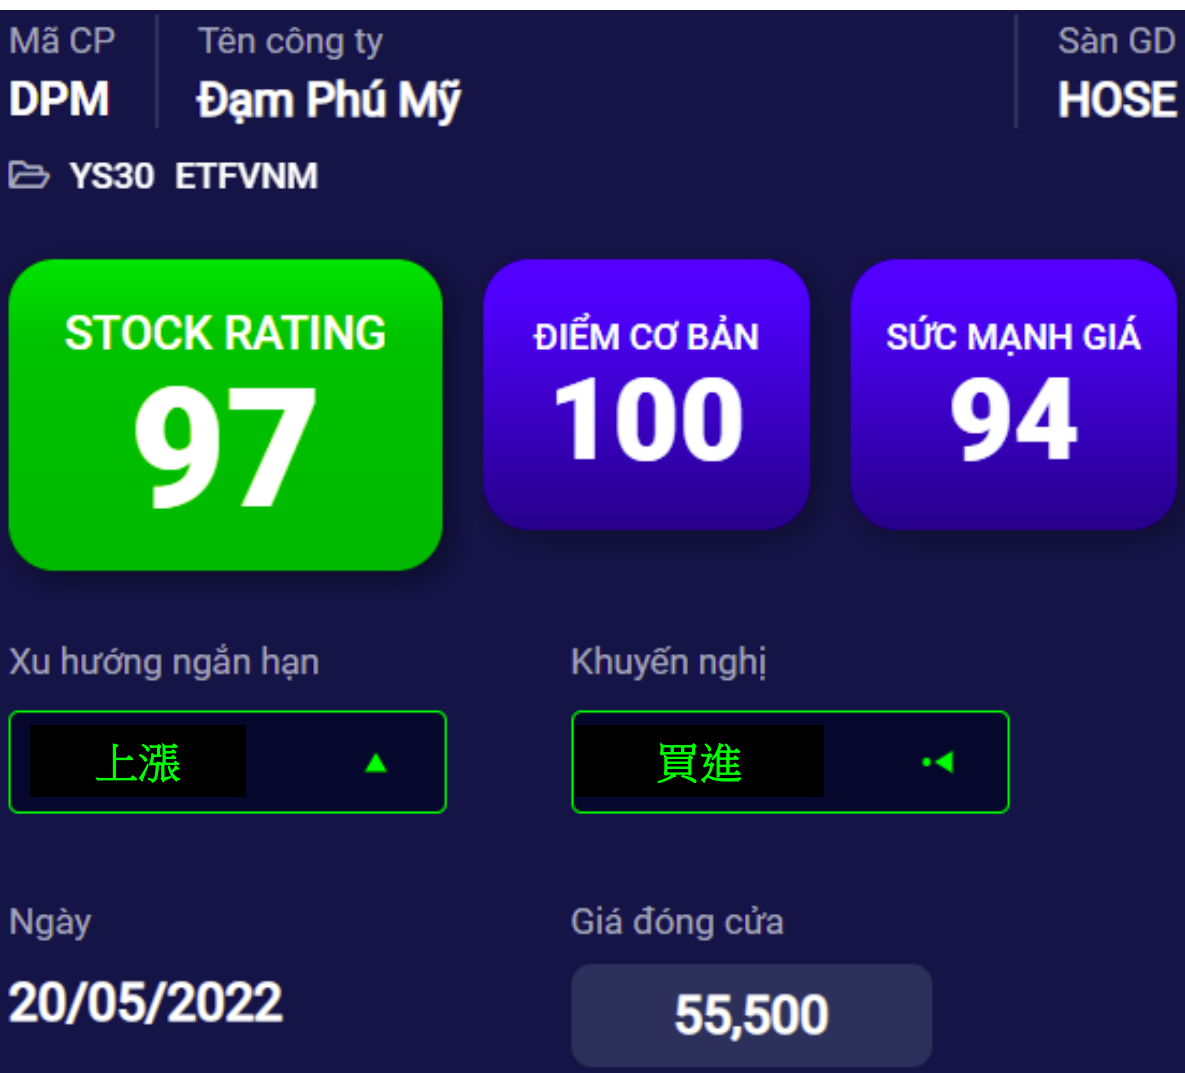 Mã CP Tên công ty Sàn GD
DPM Đạm Phú Mỹ HOSE
YS30 ETFVNM
STOCK RATING ĐIỂM CƠ BẢN SỨC MẠNH GIÁ
97 100 94
Xu hướng ngắn hạn Khuyến nghị
上漲 買進
Ngày Giá đóng cửa
20/05/2022 55,500